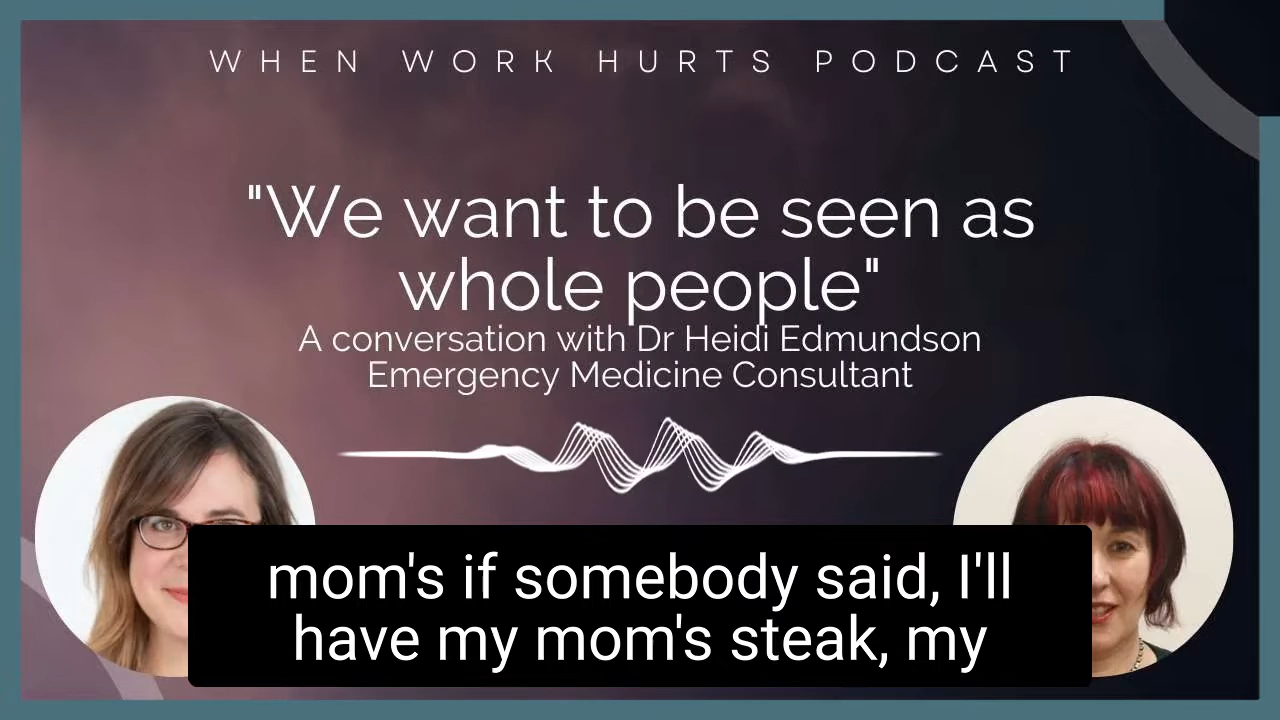 WHEN WORK HURTS PODCAST
"We want to be seen as
whole people"
A conversation with Dr Heidi Edmundson
Emergency Medicine Consultant
mom's if somebody said, I'll
have my mom's steak, my